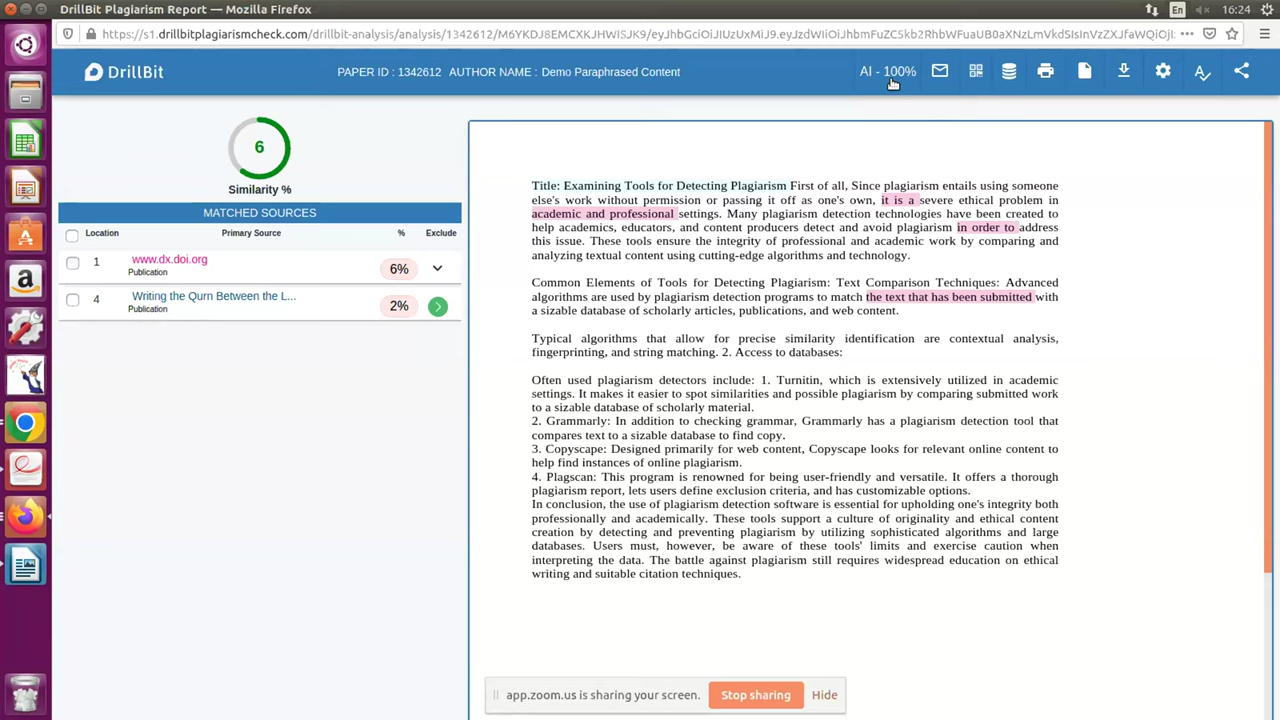 DrillBit Plagiarism Report — Mozilla Firefox
En
16:24
DrillBit
PAPER ID : 1342612 AUTHOR NAME : Demo Paraphrased Content
AI - 100%
6
Similarity %
MATCHED SOURCES
Location Primary Source % Exclude
1 www.dx.doi.org 6%
Publication
4 Writing the Qurn Between the L... 2%
Publication
Title: Examining Tools for Detecting Plagiarism First of all, Since plagiarism entails using someone
else's work without permission or passing it off as one's own, it is a severe ethical problem in
academic and professional settings. Many plagiarism detection technologies have been created to
help academics, educators, and content producers detect and avoid plagiarism in order to address
this issue. These tools ensure the integrity of professional and academic work by comparing and
analyzing textual content using cutting-edge algorithms and technology.
Common Elements of Tools for Detecting Plagiarism: Text Comparison Techniques: Advanced
algorithms are used by plagiarism detection programs to match the text that has been submitted with
a sizable database of scholarly articles, publications, and web content.
Typical algorithms that allow for precise similarity identification are contextual analysis,
fingerprinting, and string matching. 2. Access to databases:
Often used plagiarism detectors include: 1. Turnitin, which is extensively utilized in academic
settings. It makes it easier to spot similarities and possible plagiarism by comparing submitted work
to a sizable database of scholarly material.
2. Grammarly: In addition to checking grammar, Grammarly has a plagiarism detection tool that
compares text to a sizable database to find copy.
3. Copyscape: Designed primarily for web content, Copyscape looks for relevant online content to
help find instances of online plagiarism.
4. Plagscan: This program is renowned for being user-friendly and versatile. It offers a thorough
plagiarism report, lets users define exclusion criteria, and has customizable options.
In conclusion, the use of plagiarism detection software is essential for upholding one's integrity both
professionally and academically. These tools support a culture of originality and ethical content
creation by detecting and preventing plagiarism by utilizing sophisticated algorithms and large
databases. Users must, however, be aware of these tools' limits and exercise caution when
interpreting the data. The battle against plagiarism still requires widespread education on ethical
writing and suitable citation techniques.
app.zoom.us is sharing your screen. Stop sharing Hide